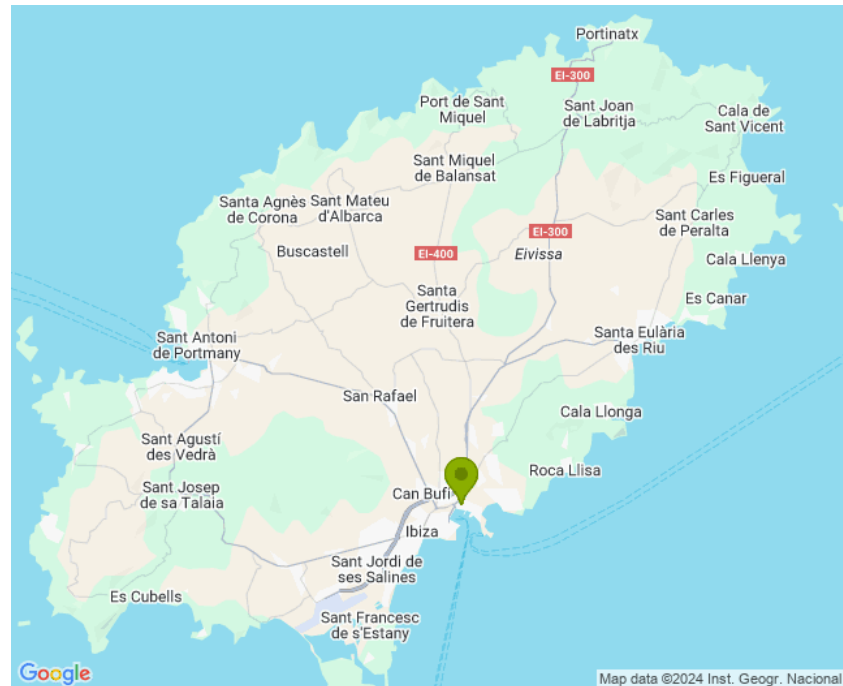 Portinatx
EI-300
Port de Sant
Miquel
Sant Joan
de Labritja
Cala de
Sant Vicent
Sant Miquel
de Balansat
Es Figueral
Santa Agnès
de Corona
Sant Mateu
d'Albarca
Sant Carles
de Peralta
EI-300
Buscastell
EI-400
Eivissa
Cala Llenya
Santa
Gertrudis
de Fruitera
Es Canar
Sant Antoni
de Portmany
Santa Eulària
des Riu
San Rafael
Cala Llonga
Sant Agustí
des Vedrà
Roca Llisa
Sant Josep
de sa Talaia
Can Bufí
Ibiza
Sant Jordi de
ses Salines
Es Cubells
Sant Francesc
de s'Estany
Google
Map data ©2024 Inst. Geogr. Nacional